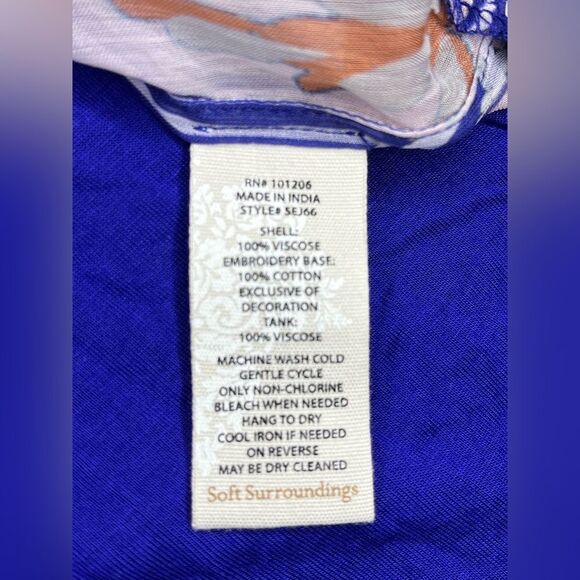 RN# 101206
MADE IN INDIA
STYLE# SEJ66
SHELL:
100% VISCOSE
EMBROIDERY BASE:
100% COTTON
EXCLUSIVE OF
DECORATION
TANK:
100% VISCOSE
MACHINE WASH COLD
GENTLE CYCLE
ONLY NON-CHLORINE
BLEACH WHEN NEEDED
HANG TO DRY
COOL IRON IF NEEDED
ON REVERSE
MAY BE DRY CLEANED
Soft Surroundings